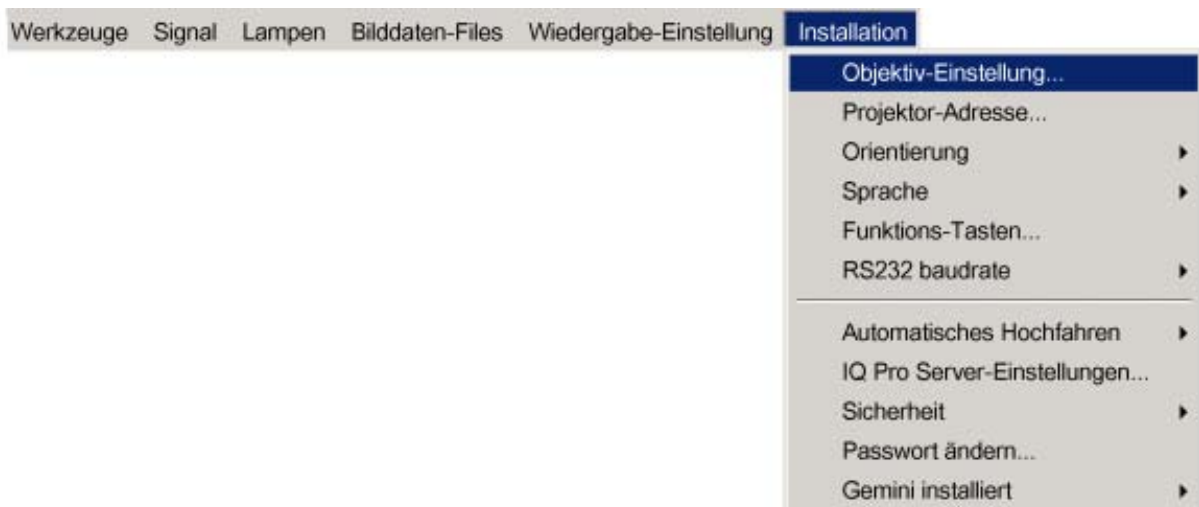 Werkzeuge Signal Lampen Bilddaten-Files Wiedergabe-Einstellung Installation
Objektiv-Einstellung...
Projektor-Adresse...
Orientierung
Sprache
Funktions-Tasten...
RS232 baudrate
Automatisches Hochfahren
IQ Pro Server-Einstellungen...
Sicherheit
Passwort ändern...
Gemini installiert